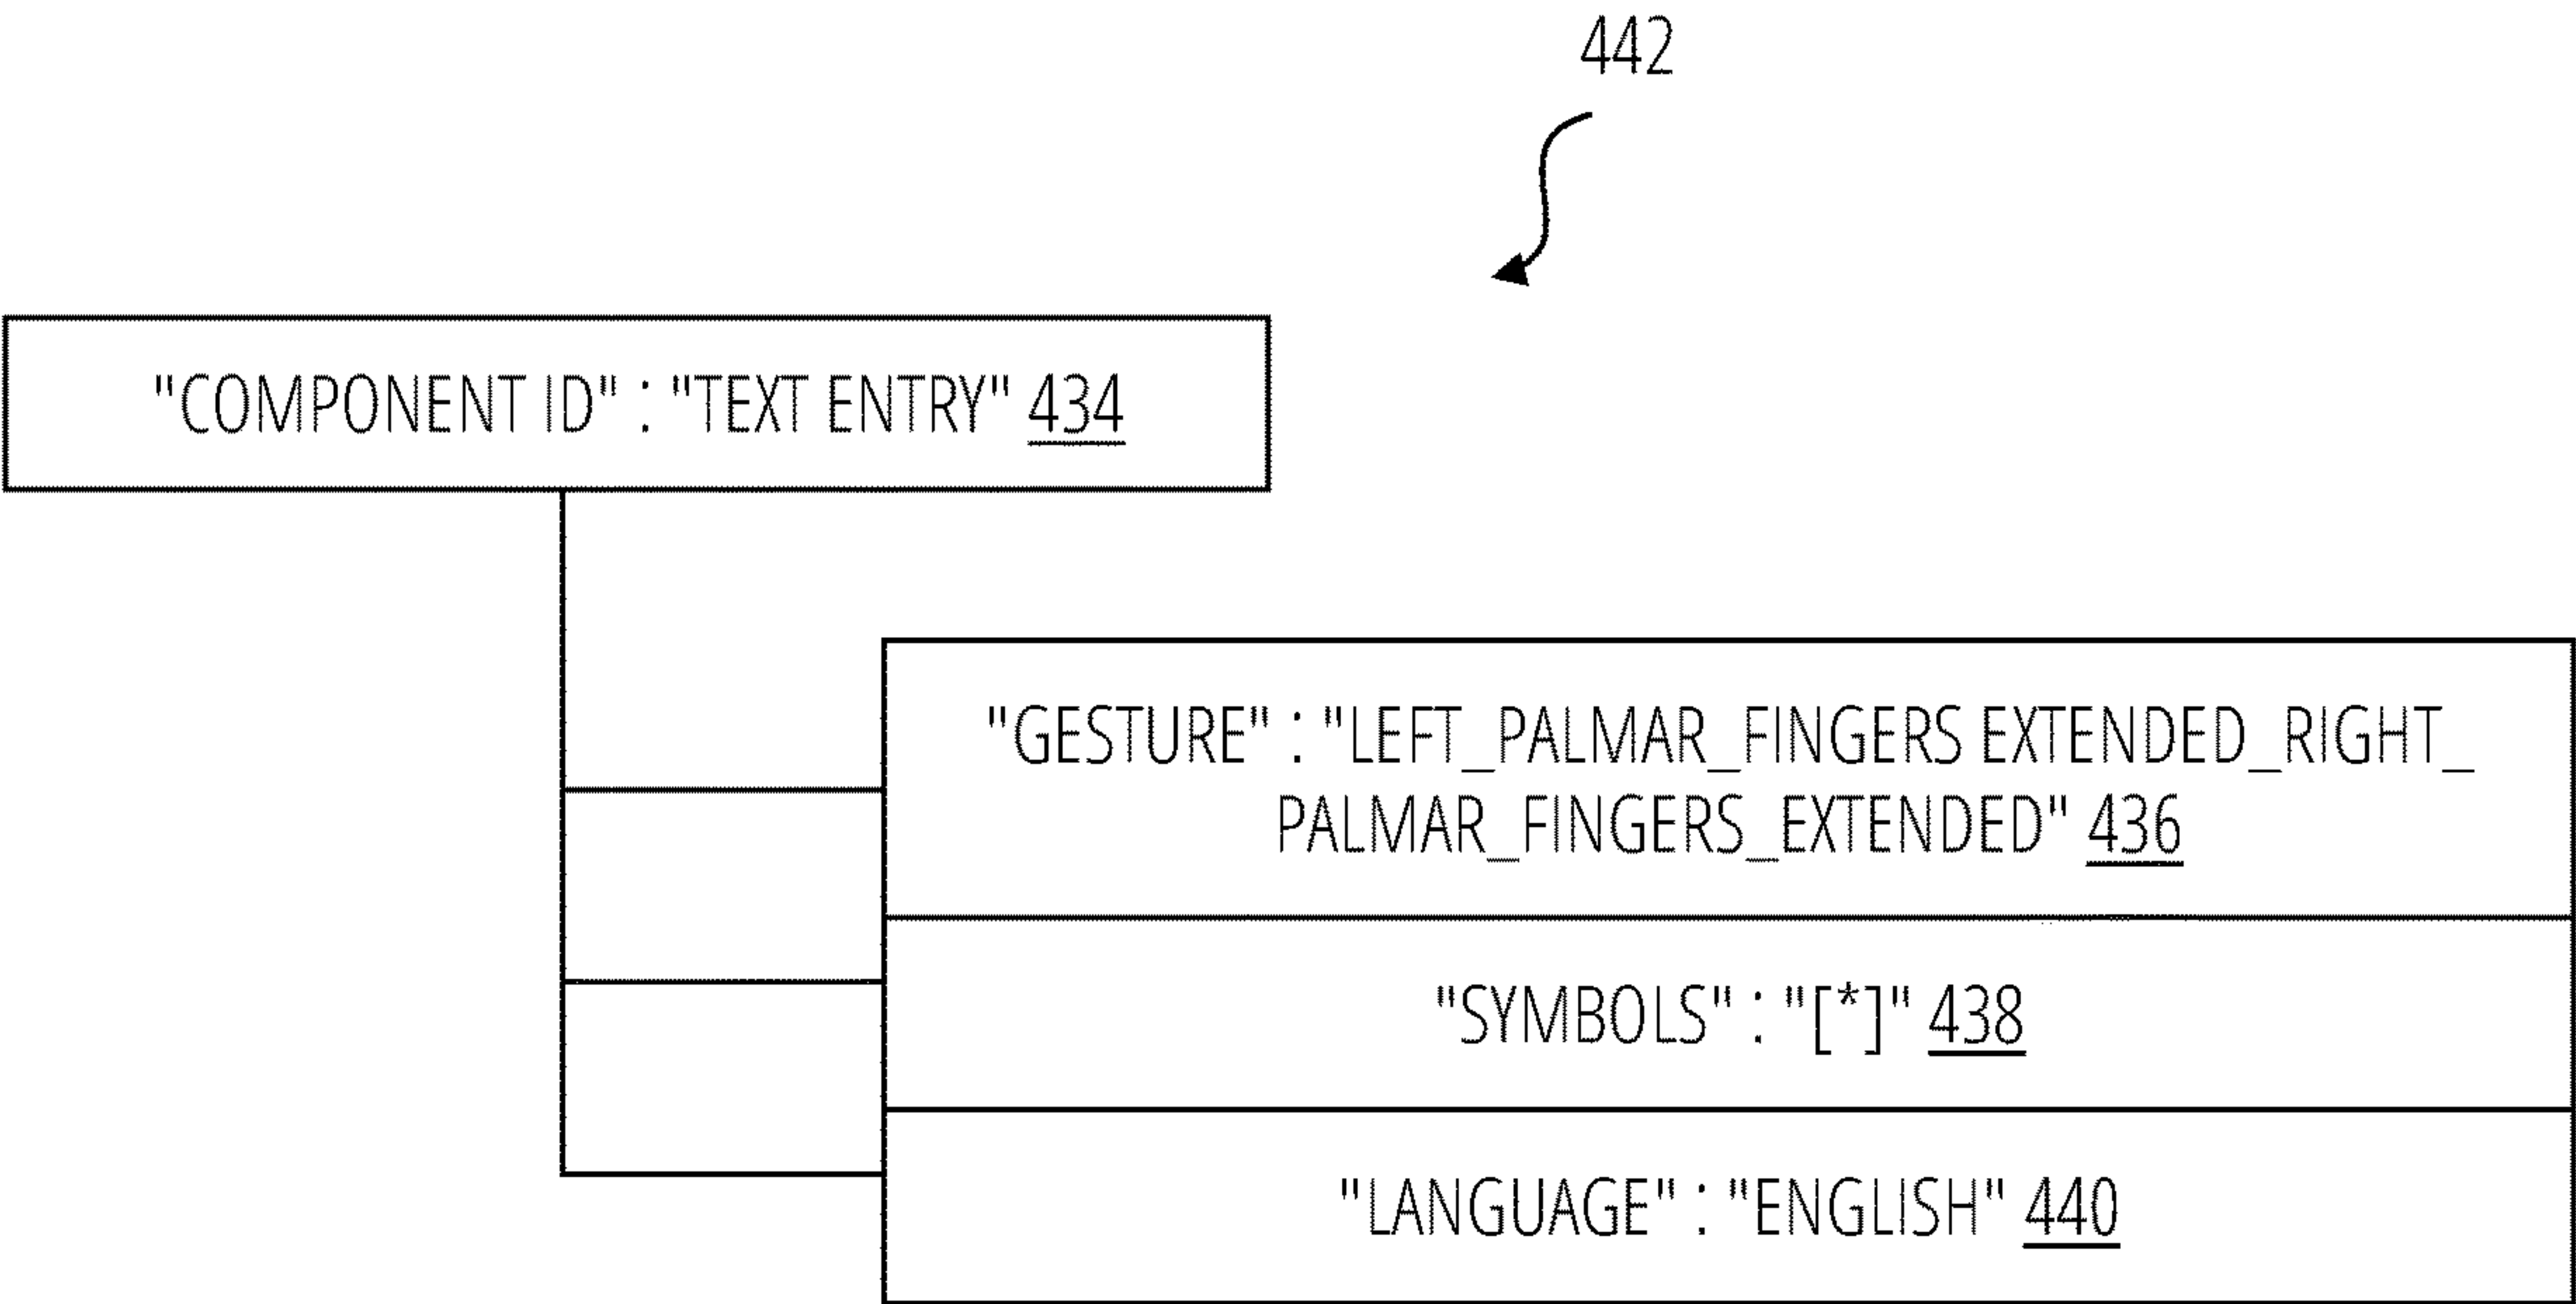 442
"COMPONENT ID" : "TEXT ENTRY" 434
"GESTURE" : "LEFT_PALMAR_FINGERS EXTENDED_RIGHT_
PALMAR_FINGERS_EXTENDED" 436
"SYMBOLS" : "[*]" 438
"LANGUAGE" : "ENGLISH" 440